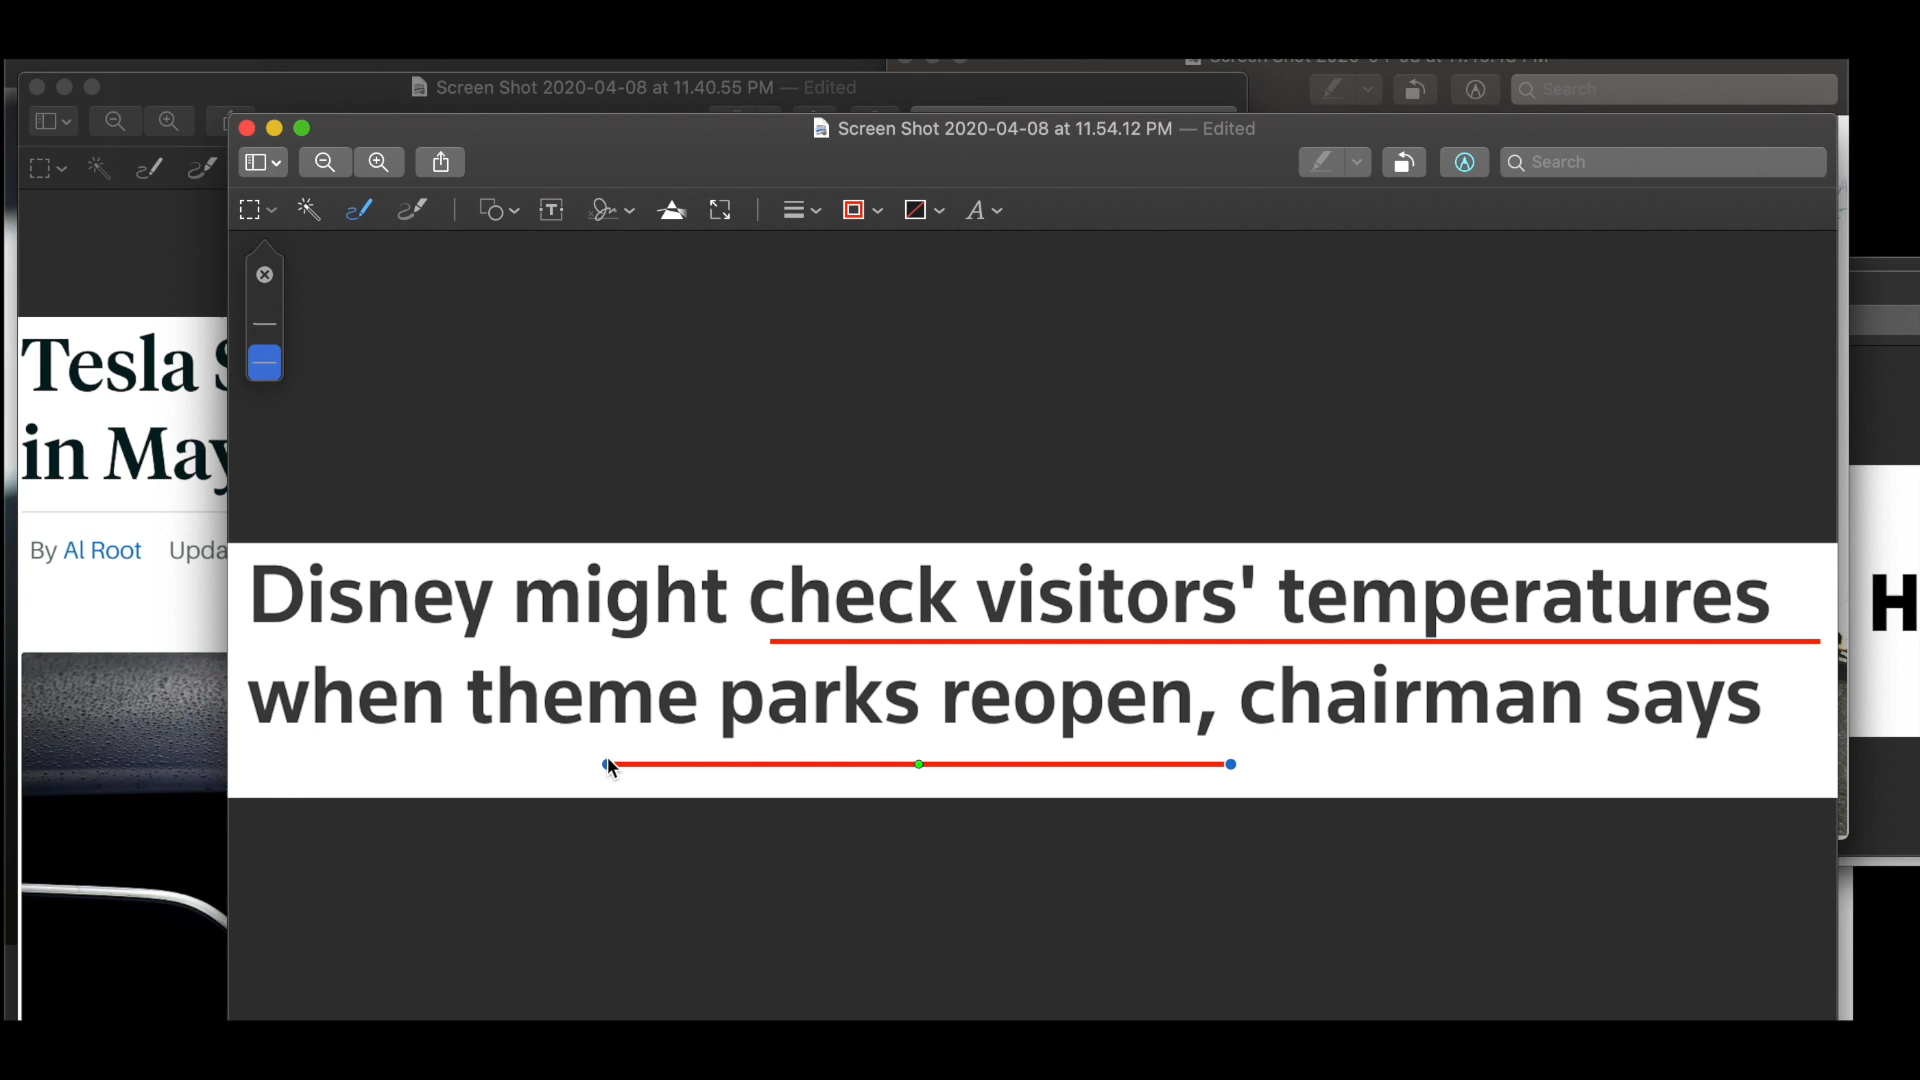 Screen Shot 2020-04-08 at 11.40.55 PM — Edited
Search
Screen Shot 2020-04-08 at 11.54.12 PM — Edited
Search
Tesla
in May
By Al Root Upda
Disney might check visitors' temperatures
when theme parks reopen, chairman says
H